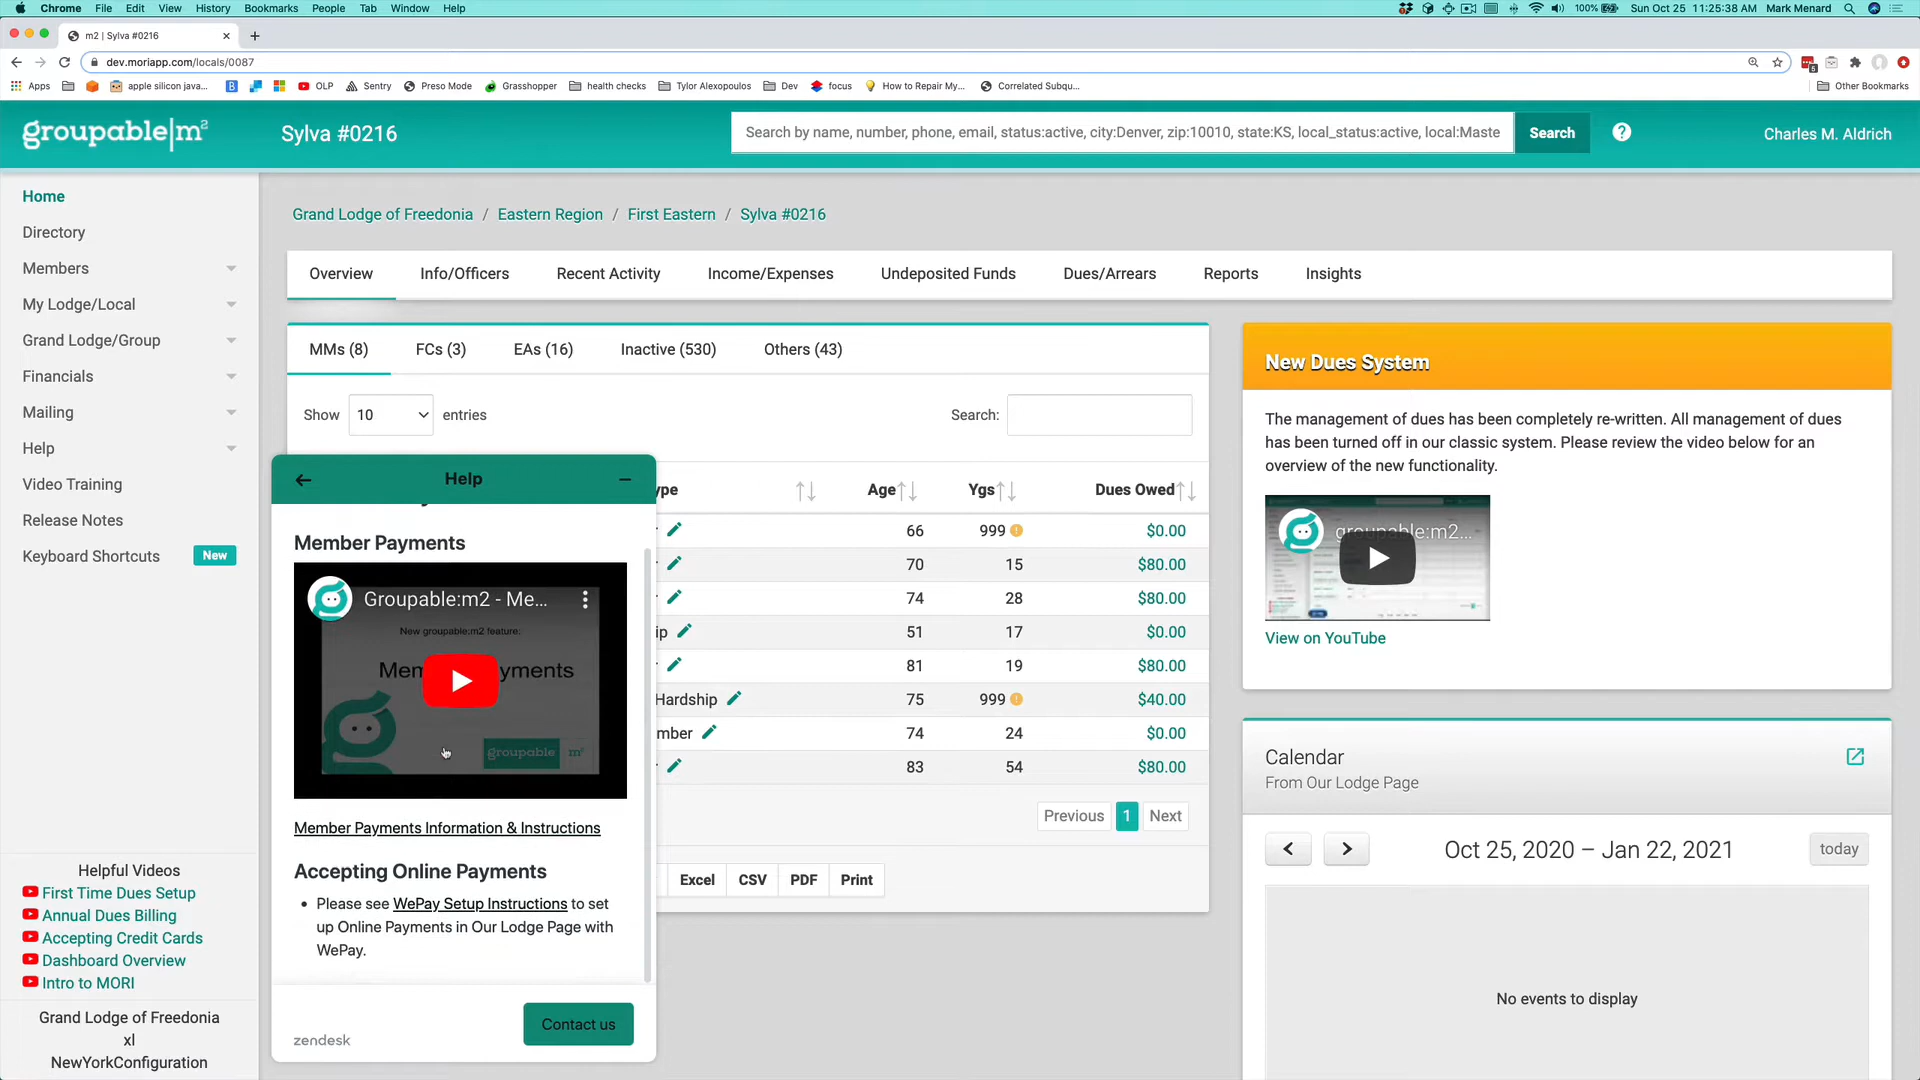 Chrome File Edit View History Bookmarks People Tab Window Help 100% Sun Oct 25 11:25:38 AM Mark Menard
m2 | Sylva #0216
dev.moriapp.com/locals/0087
Apps apple silicon java... OLP Sentry Preso Mode Grasshopper health checks Tylor Alexopoulos Dev focus How to Repair My... Correlated Subqu... Other Bookmarks
groupable|m² Sylva #0216 Search by name, number, phone, email, status:active, city:Denver, zip:10010, state:KS, local_status:active, local:Maste Search Charles M. Aldrich
Home
Directory
Members
My Lodge/Local
Grand Lodge/Group
Financials
Mailing
Help
Video Training
Release Notes
Keyboard Shortcuts New
Helpful Videos
First Time Dues Setup
Annual Dues Billing
Accepting Credit Cards
Dashboard Overview
Intro to MORI
Grand Lodge of Freedonia
xl
NewYorkConfiguration
Grand Lodge of Freedonia / Eastern Region / First Eastern / Sylva #0216
Overview Info/Officers Recent Activity Income/Expenses Undeposited Funds Dues/Arrears Reports Insights
MMs (8) FCs (3) EAs (16) Inactive (530) Others (43)
Show 10 entries Search:
ype Age Ygs Dues Owed
66 999 $0.00
70 15 $80.00
74 28 $80.00
ip 51 17 $0.00
81 19 $80.00
Hardship 75 999 $40.00
mber 74 24 $0.00
83 54 $80.00
Previous 1 Next
Excel CSV PDF Print
Help
Member Payments
Groupable:m2 - Me...
New groupable:m2 feature:
Mem yments
groupable m²
Member Payments Information & Instructions
Accepting Online Payments
• Please see WePay Setup Instructions to set
up Online Payments in Our Lodge Page with
WePay.
zendesk Contact us
New Dues System
The management of dues has been completely re-written. All management of dues
has been turned off in our classic system. Please review the video below for an
overview of the new functionality.
groupable:m2...
View on YouTube
Calendar
From Our Lodge Page
Oct 25, 2020 – Jan 22, 2021 today
No events to display